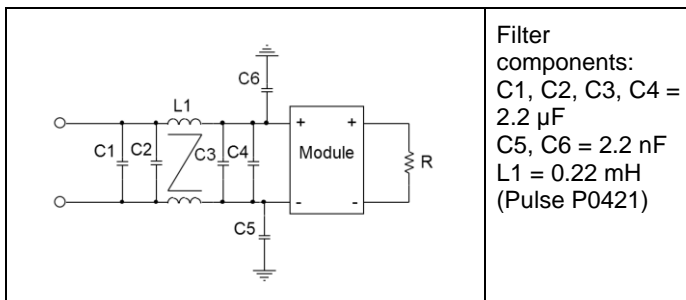 C6
L1
C1
C2
C3
C4
+
+
Module
R
-
-
C5
Filter
components:
C1, C2, C3, C4 =
2.2 µF
C5, C6 = 2.2 nF
L1 = 0.22 mH
(Pulse P0421)